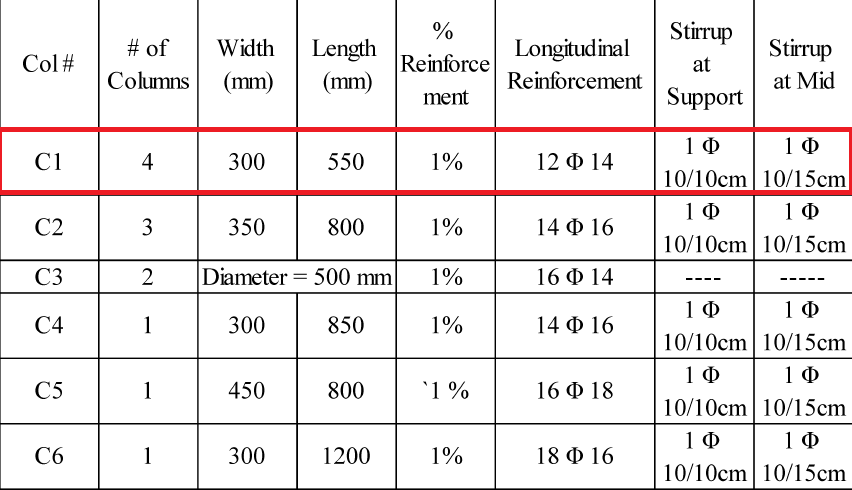 Col # # of Columns Width (mm) Length (mm) % Reinforce ment Longitudinal Reinforcement Stirrup at Support Stirrup at Mid
C1 4 300 550 1% 12 Φ 14 1 Φ 10/10cm 1 Φ 10/15cm
C2 3 350 800 1% 14 Φ 16 1 Φ 10/10cm 1 Φ 10/15cm
C3 2 Diameter = 500 mm 1% 16 Φ 14 ---- -----
C4 1 300 850 1% 14 Φ 16 1 Φ 10/10cm 1 Φ 10/15cm
C5 1 450 800 `1 % 16 Φ 18 1 Φ 10/10cm 1 Φ 10/15cm
C6 1 300 1200 1% 18 Φ 16 1 Φ 10/10cm 1 Φ 10/15cm